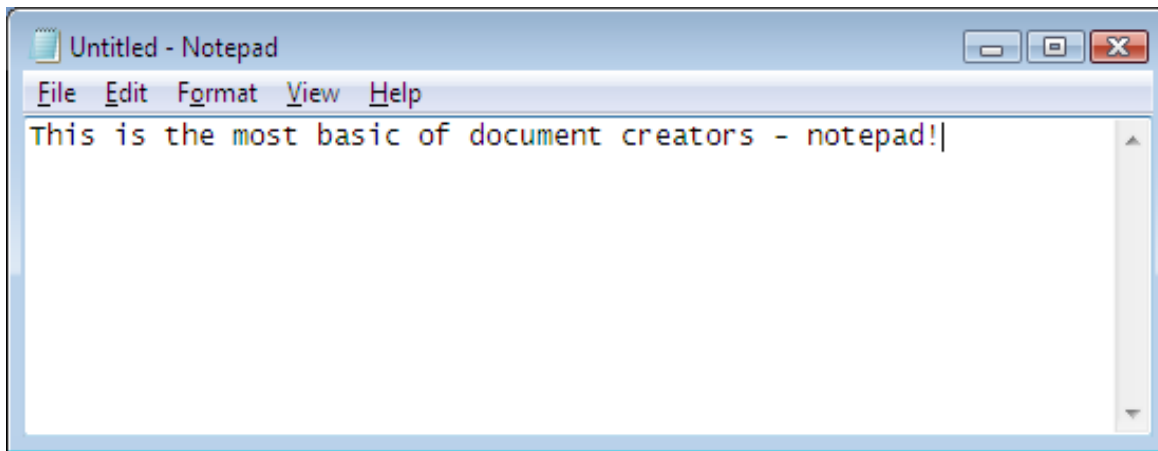 Untitled - Notepad
File Edit Format View Help
This is the most basic of document creators - notepad!